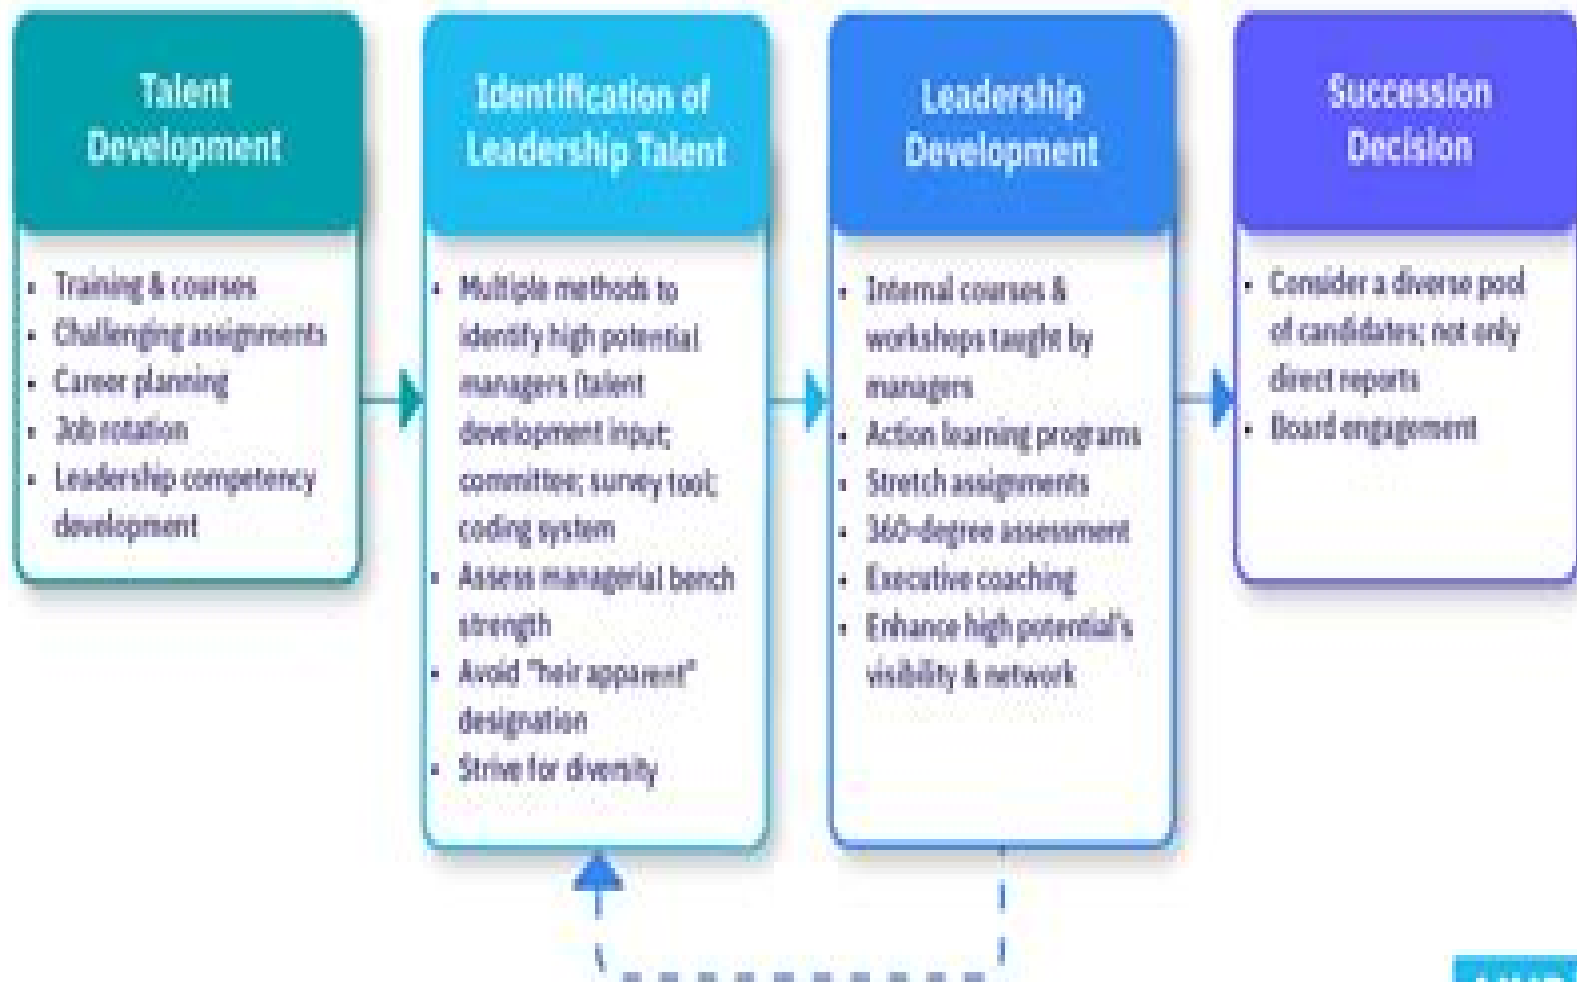 Talent
Development
• Training & courses
• Challenging assignments
• Career planning
• Job rotation
• Leadership competency
development
Identification of
Leadership Talent
• Multiple methods to
identify high potential
managers (talent
development input;
committee; survey tool;
coding system
• Assess managerial bench
strength
• Avoid "heir apparent"
designation
• Strive for diversity
Leadership
Development
• Internal courses &
workshops taught by
managers
• Action learning programs
• Stretch assignments
• 360-degree assessment
• Executive coaching
• Enhance high potential's
visibility & network
Succession
Decision
• Consider a diverse pool
of candidates; not only
direct reports
• Board engagement